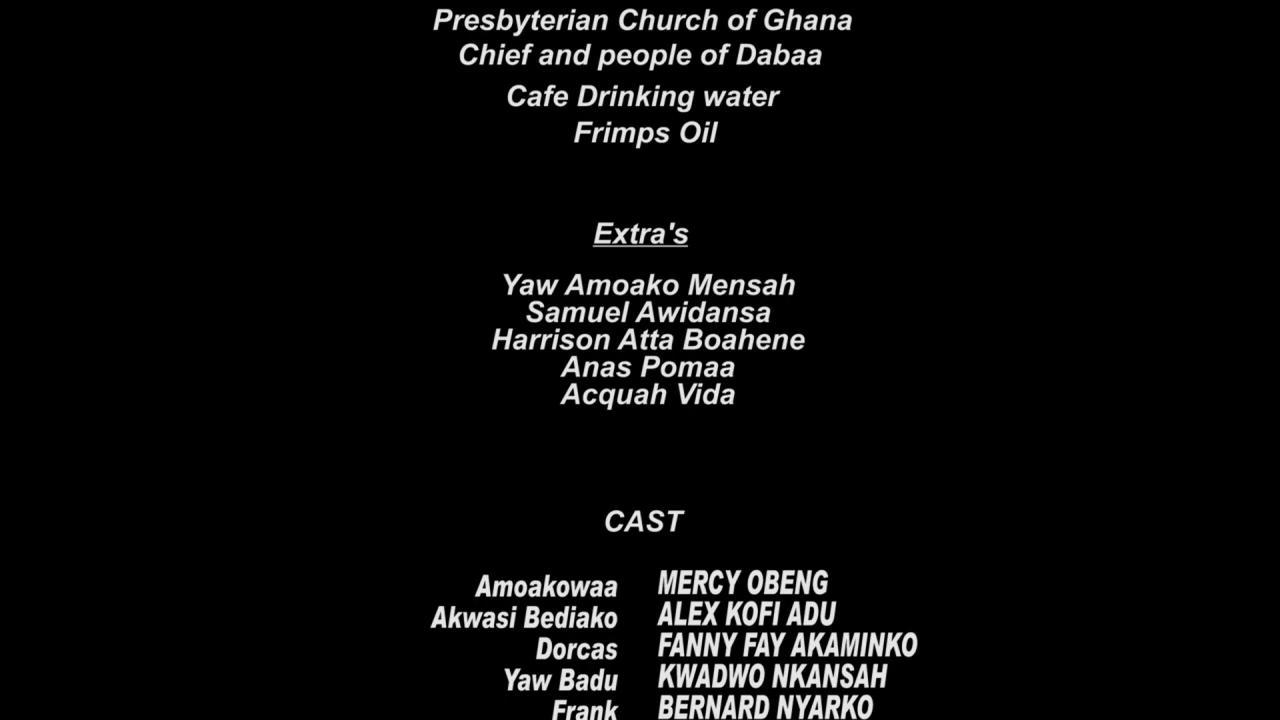 Presbyterian Church of Ghana
Chief and people of Dabaa
Cafe Drinking water
Frimps Oil
Extra's
Yaw Amoako Mensah
Samuel Awidansa
Harrison Atta Boahene
Anas Pomaa
Acquah Vida
CAST
Amoakowaa MERCY OBENG
Akwasi Bediako ALEX KOFI ADU
Dorcas FANNY FAY AKAMINKO
Yaw Badu KWADWO NKANSAH
Frank BERNARD NYARKO